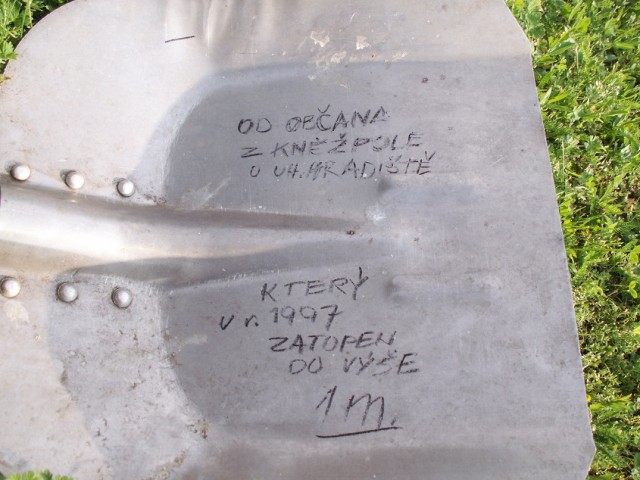 OD OBČANA
Z KNĚŽPOLE
U UH. HRADIŠTĚ
KTERÝ
V r. 1997
ZATOPEN
DO VÝŠE
1 m.